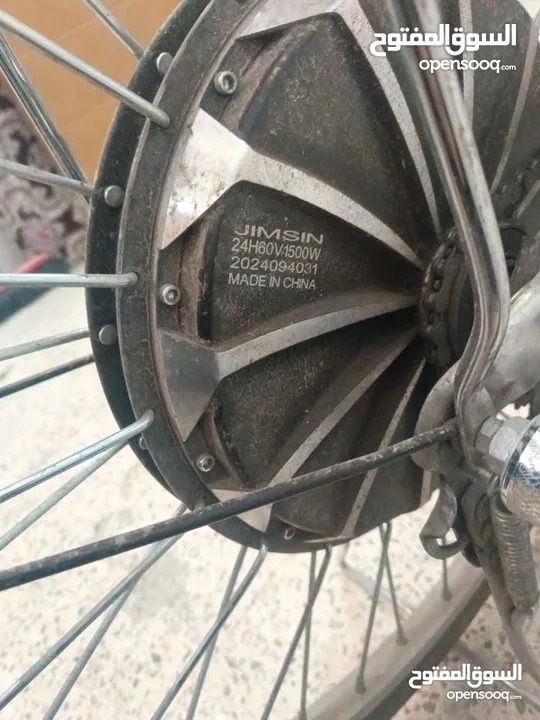 السوق المفتوح
opensooq.com
JIMSIN
24H60V1500W
2024094031
MADE IN CHINA
السوق المفتوح
opensooq.com